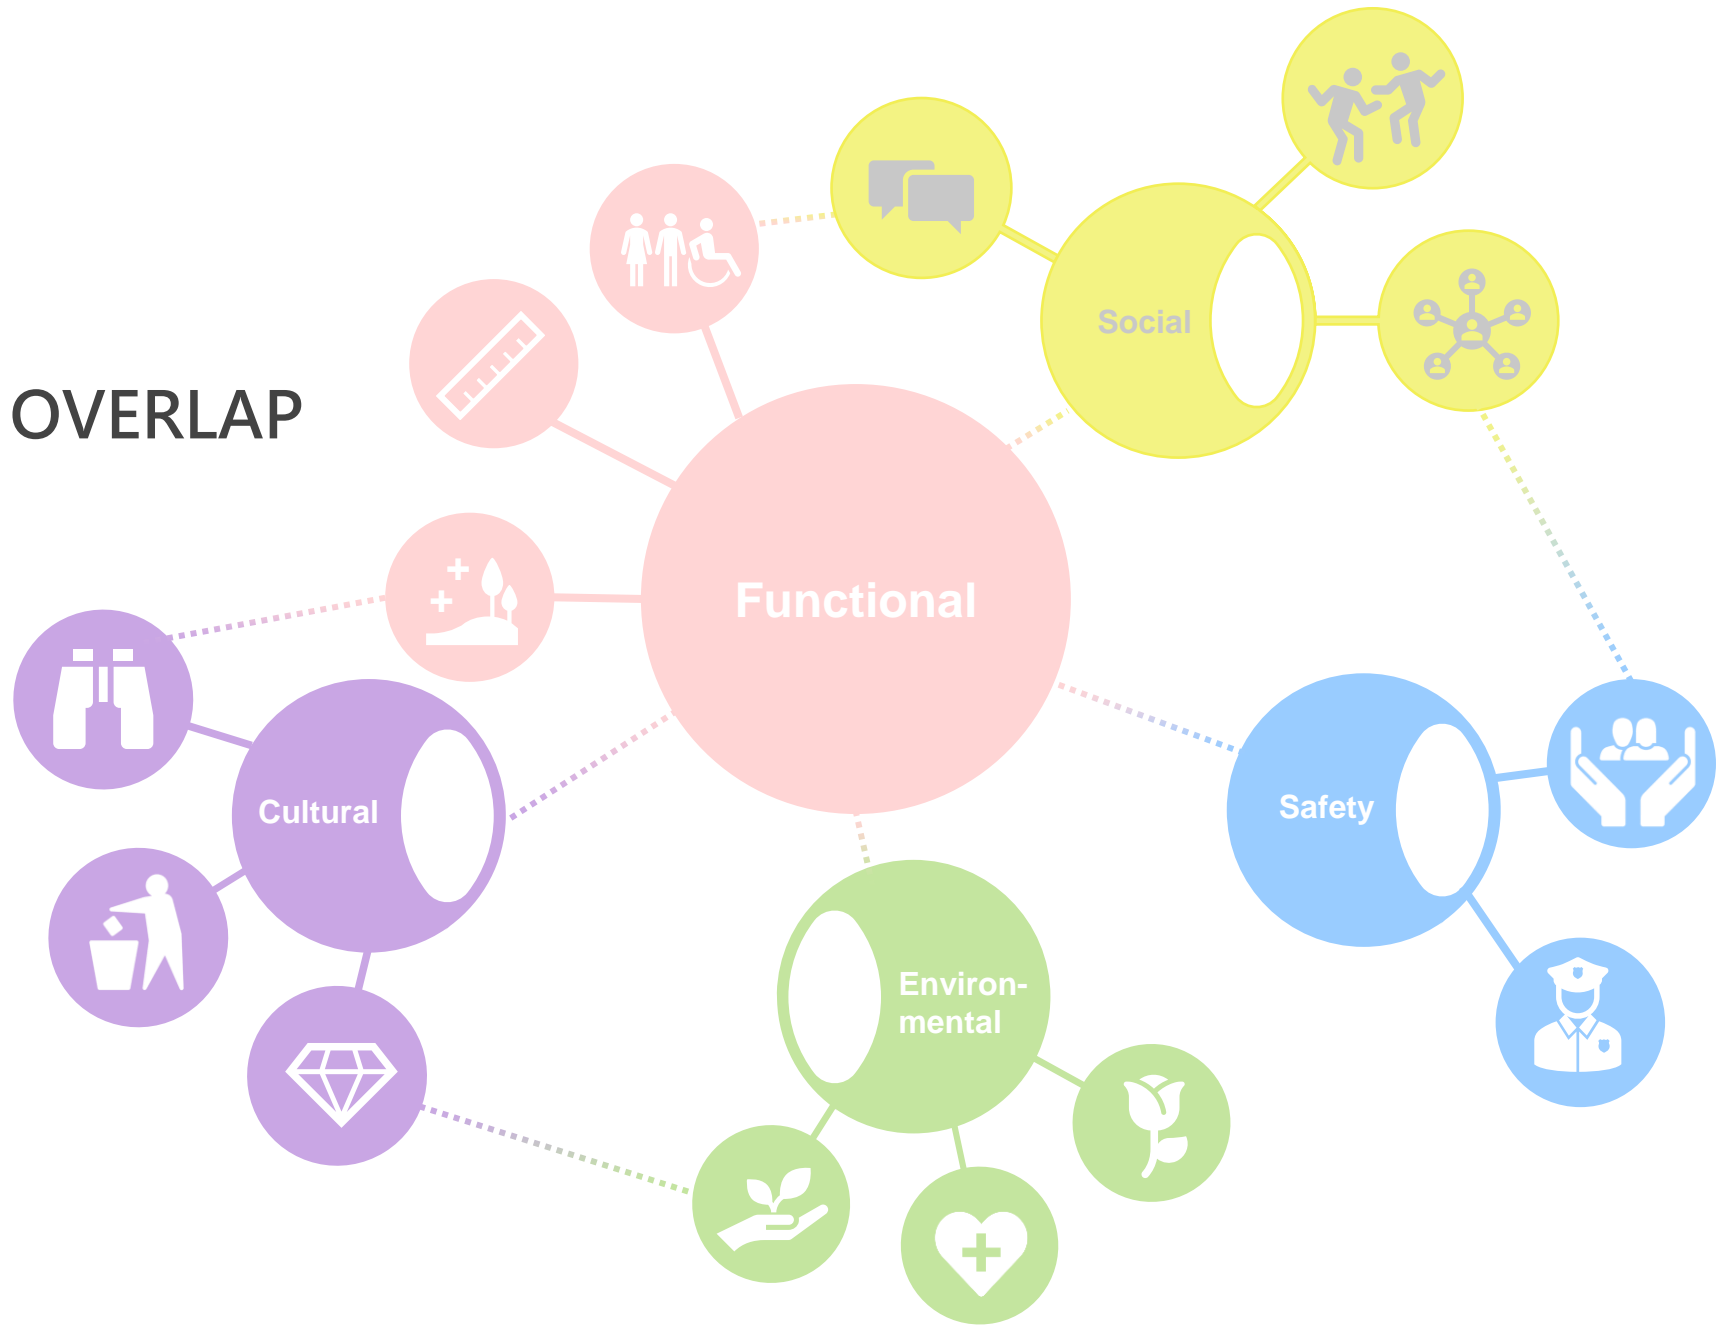 OVERLAP
Social
Functional
Cultural
Safety
Environ-
mental